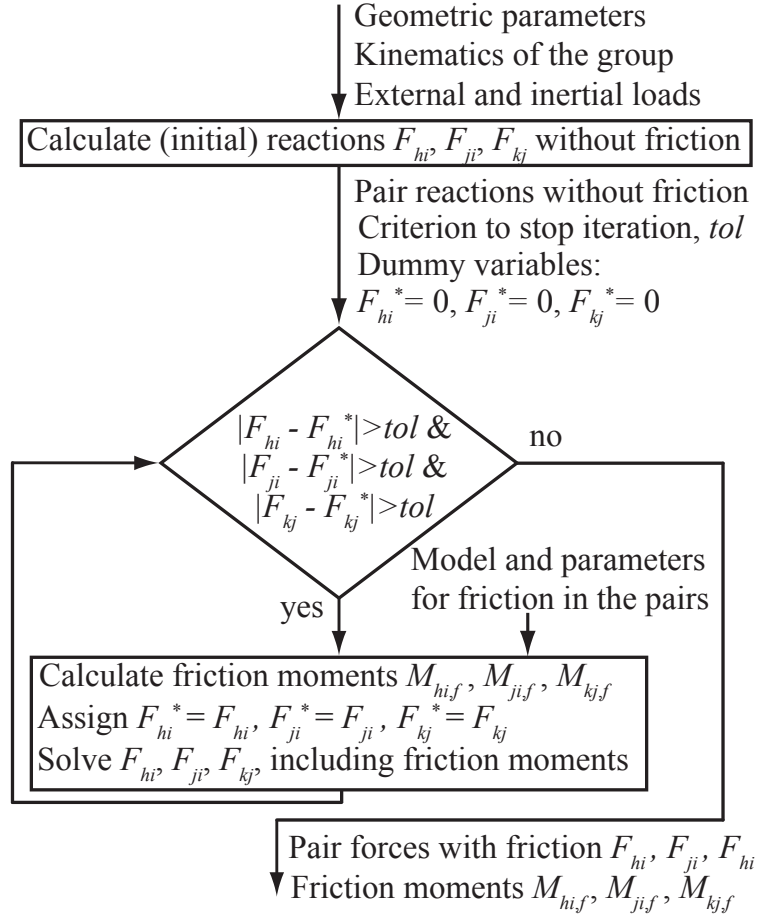 Geometric parameters
Kinematics of the group
External and inertial loads
Calculate (initial) reactions F_hi, F_ji, F_kj without friction
Pair reactions without friction
Criterion to stop iteration, tol
Dummy variables:
F_hi* = 0, F_ji* = 0, F_kj* = 0
|F_hi - F_hi*|>tol &
|F_ji - F_ji*|>tol &
|F_kj - F_kj*|>tol
no
Model and parameters
for friction in the pairs
yes
Calculate friction moments M_hi,f, M_ji,f, M_kj,f
Assign F_hi* = F_hi, F_ji* = F_ji, F_kj* = F_kj
Solve F_hi, F_ji, F_kj, including friction moments
Pair forces with friction F_hi, F_ji, F_hi
Friction moments M_hi,f, M_ji,f, M_kj,f